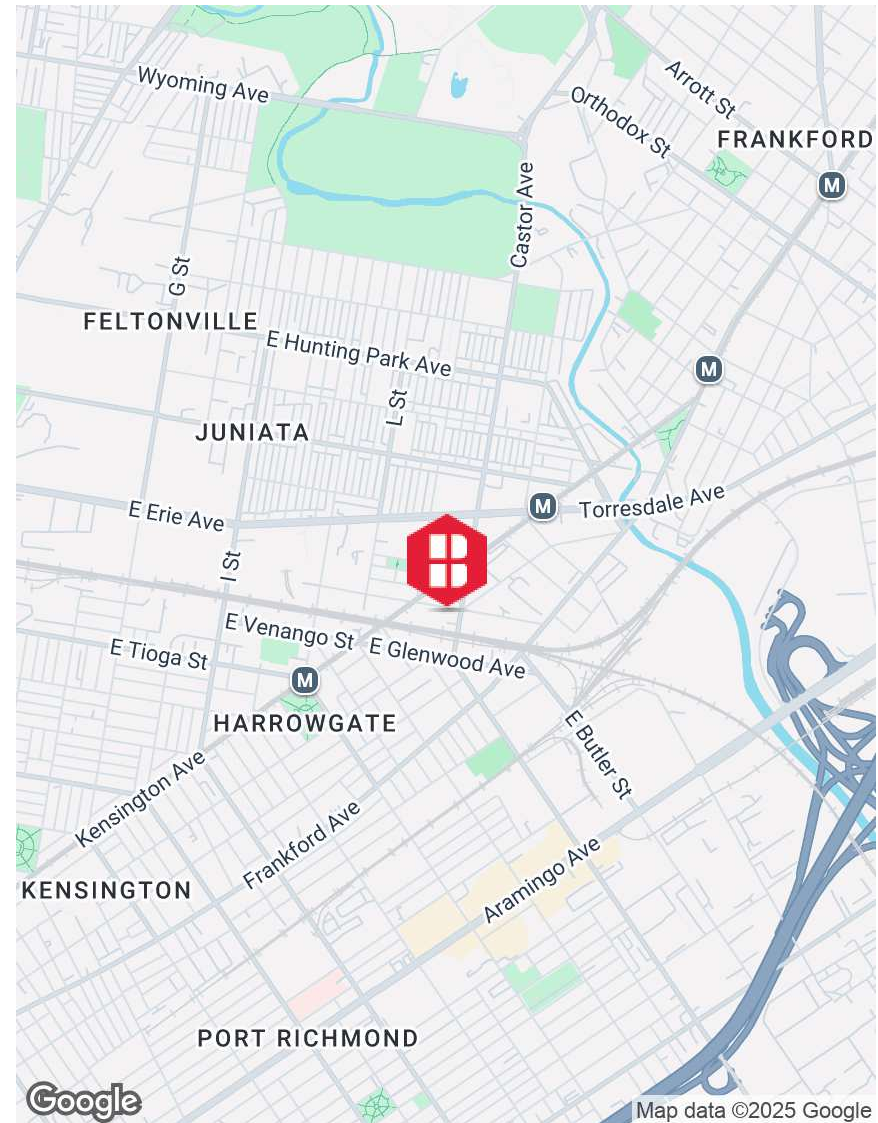 Wyoming Ave
Arrott St
Orthodox St
FRANKFORD
M
Castor Ave
G St
FELTONVILLE
E Hunting Park Ave
M
L St
JUNIATA
E Erie Ave
M
Torresdale Ave
I St
B
E Venango St
E Glenwood Ave
E Tioga St
M
HARROWGATE
E Butler St
Kensington Ave
Frankford Ave
Aramingo Ave
KENSINGTON
PORT RICHMOND
Google
Map data ©2025 Google